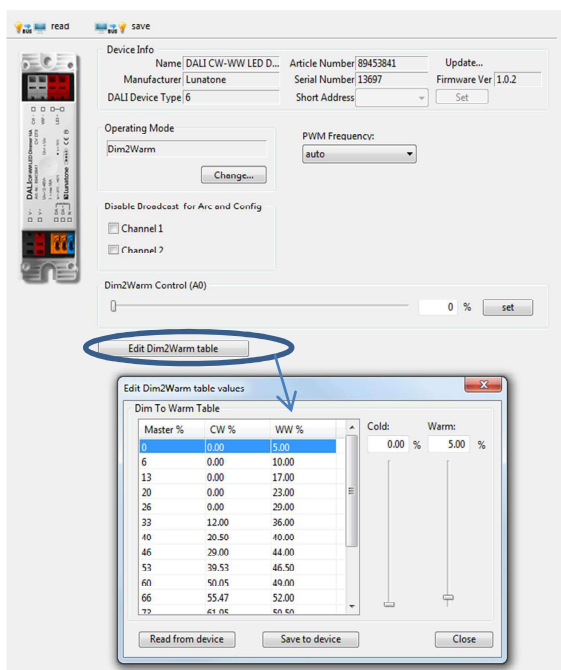 read save
Device Info
Name DALI CW-WW LED D... Article Number 89453841 Update...
Manufacturer Lunatone Serial Number 13697 Firmware Ver 1.0.2
DALI Device Type 6 Short Address Set
Operating Mode
PWM Frequency:
Dim2Warm auto
Change...
Disable Broadcast for Arc and Config
Channel 1
Channel 2
Dim2Warm Control (A0)
0 % set
Edit Dim2Warm table
Edit Dim2Warm table values X
Dim To Warm Table
Master % CW % WW % Cold: Warm:
0 0.00 5.00 0.00 % 5.00 %
6 0.00 10.00
13 0.00 17.00
20 0.00 23.00
26 0.00 29.00
33 12.00 36.00
40 20.50 40.00
46 29.00 44.00
53 39.53 46.50
60 50.05 49.00
66 55.47 52.00
73 61.05 50.50
Read from device Save to device Close